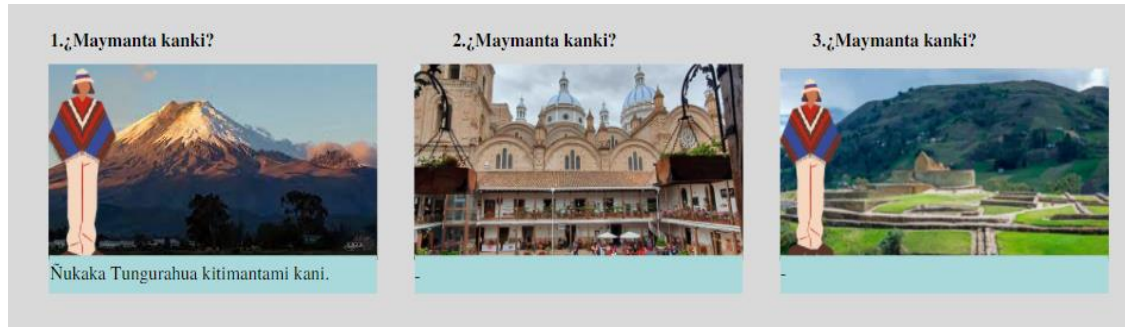 1.¿Maymanta kanki?
2.¿Maymanta kanki?
3.¿Maymanta kanki?
Ñukaka Tungurahua kitimantami kani.
-
-